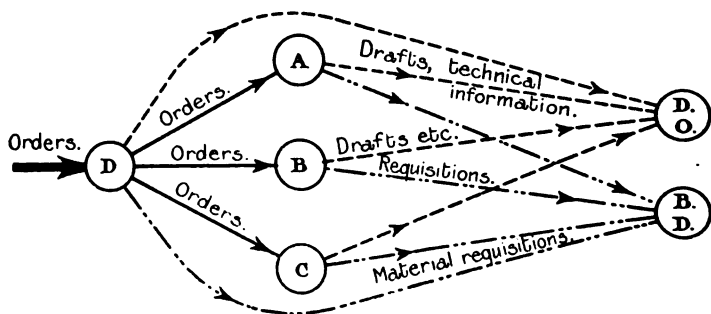 Orders.
D
Orders.
Orders.
Orders.
A
B
C
Drafts, technical
information.
Drafts etc.
Requisitions.
Material requisitions.
D.
O.
B.
D.